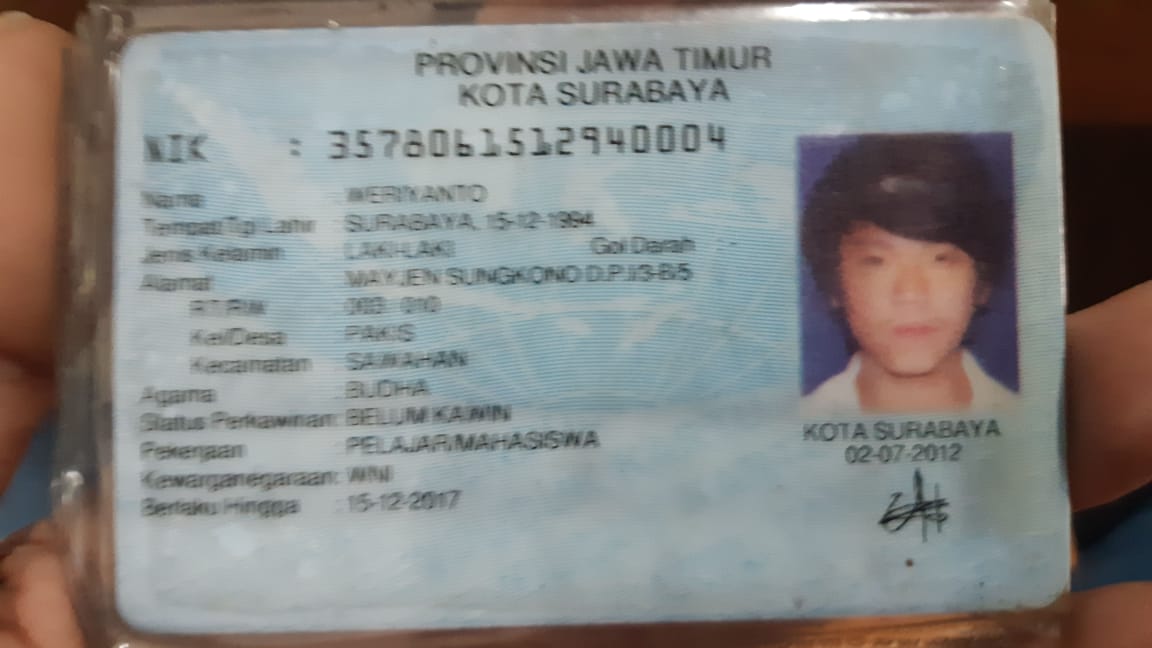 PROVINSI JAWA TIMUR
KOTA SURABAYA
NIK : 3578061512940004
Nama : WERIYANTO
Tempat/Tgl Lahir : SURABAYA, 15-12-1994
Jenis Kelamin : LAKI-LAKI Gol Darah : -
Alamat : MAYJEN SUNGKONO D.P.I/3-B/5
RT/RW : 010
Kel/Desa : PAKIS
Kecamatan : SAWAHAN
Agama : BUDHA
Status Perkawinan: BELUM KAWIN
Pekerjaan : PELAJAR/MAHASISWA
Kewarganegaraan: WNI
Berlaku Hingga : 15-12-2017
KOTA SURABAYA
02-07-2012